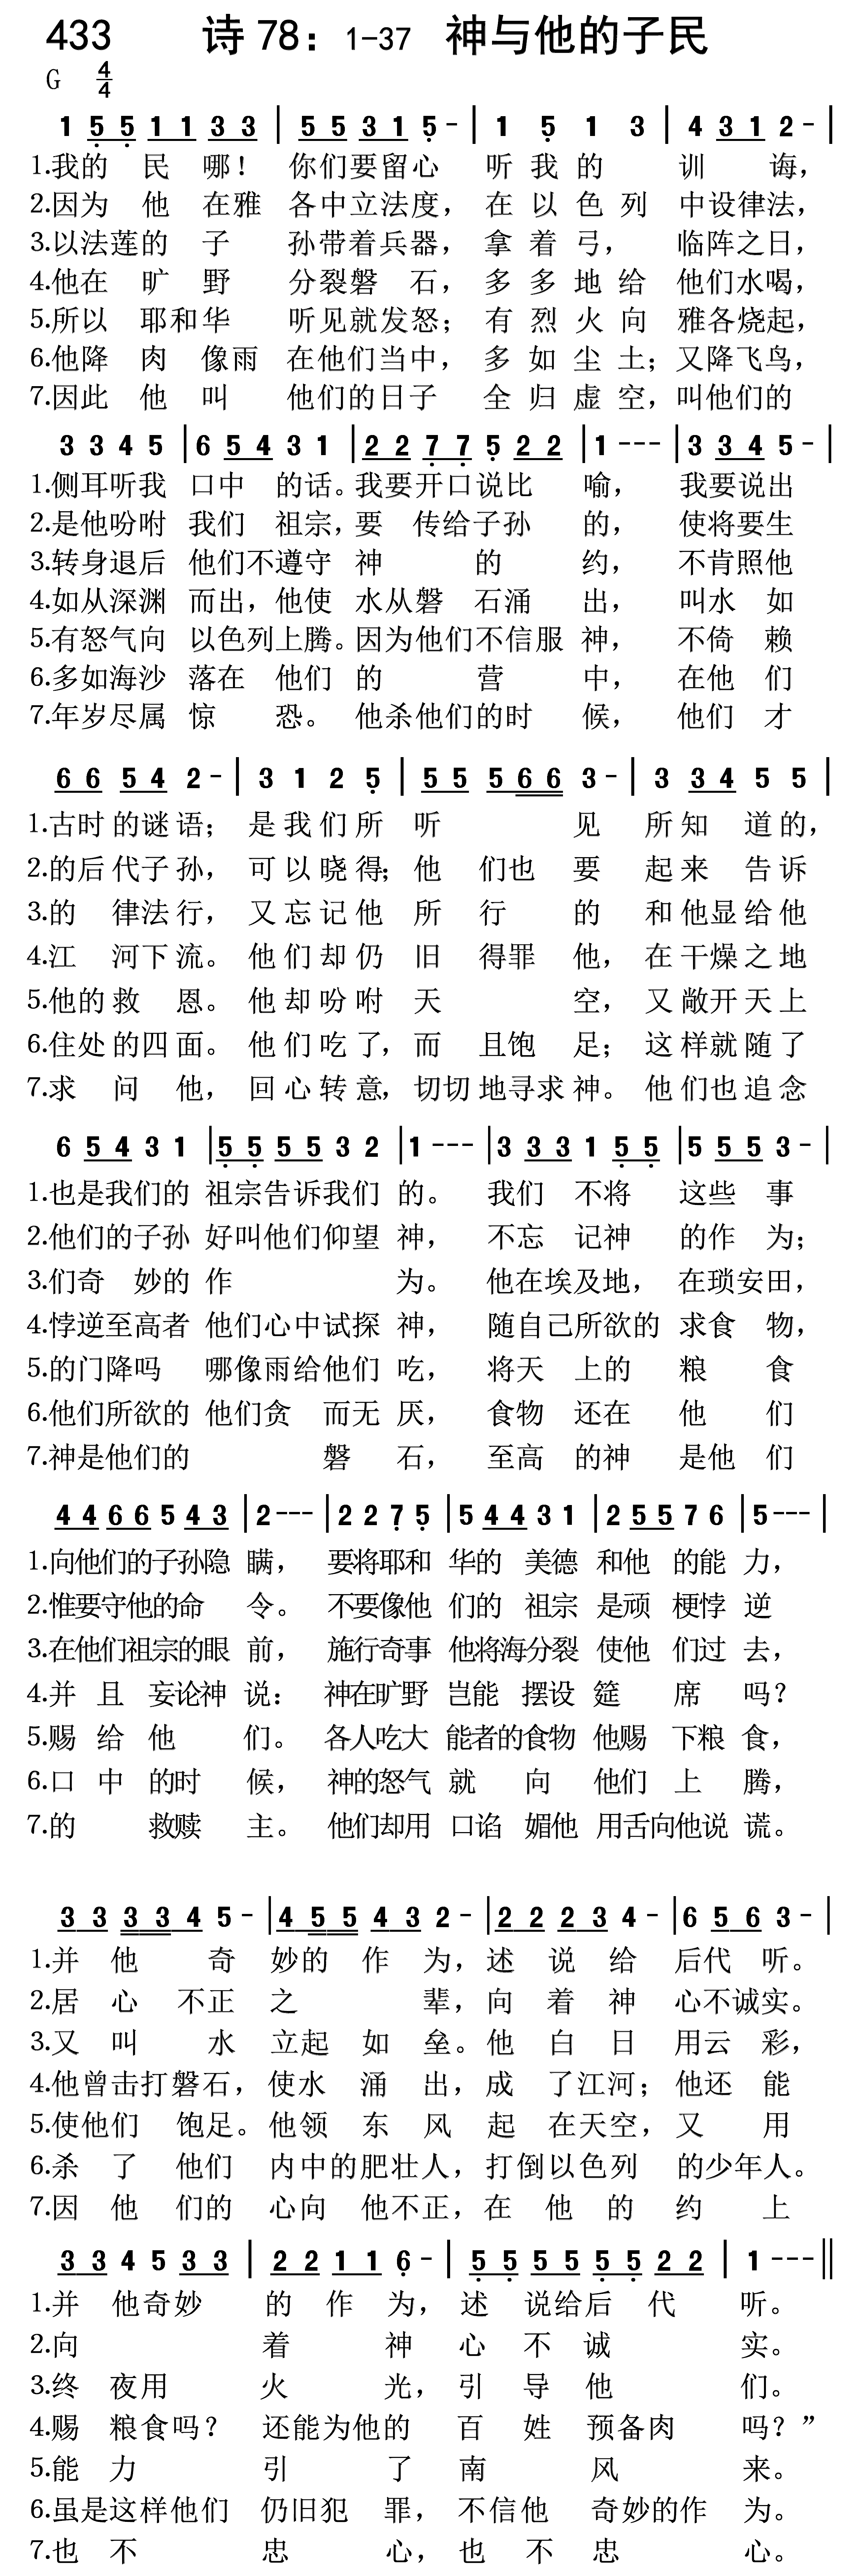 433 诗 78：1-37 神与他的子民
G 4/4
1 5 5 1 1 3 3 | 5 5 3 1 5 - | 1 5 1 3 | 4 3 1 2 - |
1.我的 民 哪！ 你们要留心 听 我 的 训 诲，
2.因为 他 在雅 各中立法度， 在 以 色 列 中设律法，
3.以法莲的 子 孙带着兵器， 拿 着 弓， 临阵之日，
4.他在 旷 野 分裂磐 石， 多 多 地 给 他们水喝，
5.所以 耶和华 听见就发怒； 有 烈 火 向 雅各烧起，
6.他降 肉 像雨 在他们当中， 多 如 尘 土； 又降飞鸟，
7.因此 他 叫 他们的日子 全 归 虚 空， 叫他们的
3 3 4 5 | 6 5 4 3 1 | 2 2 7 7 5 2 2 | 1 - - - | 3 3 4 5 - |
1.侧耳听我 口中 的话。我要开口说比 喻， 我要说出
2.是他吩咐 我们 祖宗，要 传给子孙 的， 使将要生
3.转身退后 他们不遵守 神 的 约， 不肯照他
4.如从深渊 而出，他使 水从磐 石涌 出， 叫水 如
5.有怒气向 以色列上腾。因为他们不信服 神， 不倚 赖
6.多如海沙 落在 他们 的 营 中， 在他 们
7.年岁尽属 惊 恐。 他杀他们的时 候， 他们 才
6 6 5 4 2 - | 3 1 2 5 | 5 5 5 6 6 3 - | 3 3 4 5 5 |
1.古时的谜语； 是我们所 听 见 所知 道的，
2.的后代子孙， 可以晓得；他 们也 要 起来 告诉
3.的 律法行， 又忘记他 所 行 的 和他显给他
4.江 河下流。 他们却仍 旧 得罪 他， 在干燥之地
5.他的救 恩。 他却吩咐 天 空， 又敞开天上
6.住处的四面。 他们吃了，而 且饱 足； 这样就随了
7.求 问 他， 回心转意，切切地寻求神。 他们也追念
6 5 4 3 1 | 5 5 5 5 3 2 | 1 - - - | 3 3 3 1 5 5 | 5 5 5 3 - |
1.也是我们的 祖宗告诉我们 的。 我们 不将 这些 事
2.他们的子孙 好叫他们仰望 神， 不忘 记神 的作 为；
3.们奇 妙的 作 为。 他在埃及地， 在琐安田，
4.悖逆至高者 他们心中试探 神， 随自己所欲的 求食 物，
5.的门降吗 哪像雨给他们 吃， 将天 上的 粮 食
6.他们所欲的 他们贪 而无 厌， 食物 还在 他 们
7.神是他们的 磐 石， 至高 的神 是他 们
4 4 6 6 5 4 3 | 2 - - - | 2 2 7 5 | 5 4 4 3 1 | 2 5 5 7 6 | 5 - - - |
1.向他们的子孙隐 瞒， 要将耶和 华的 美德 和他 的能 力，
2.惟要守他的命 令。 不要像他 们的 祖宗 是顽 梗悖 逆
3.在他们祖宗的眼 前， 施行奇事 他将海分裂 使他 们过 去，
4.并 且 妄论神 说： 神在旷野 岂能 摆设 筵 席 吗？
5.赐 给 他 们。 各人吃大 能者的食物 他赐 下粮 食，
6.口 中 的时 候， 神的怒气 就 向 他们 上 腾，
7.的 救赎 主。 他们却用 口谄 媚他 用舌向他说 谎。
3 3 3 3 4 5 - | 4 5 5 4 3 2 - | 2 2 2 3 4 - | 6 5 6 3 - |
1.并 他 奇 妙的 作 为，述 说 给 后代 听。
2.居 心 不正 之 辈，向 着 神 心不诚实。
3.又 叫 水 立起 如 垒。他 白 日 用云 彩，
4.他曾击打磐石， 使水 涌 出，成 了江河；他还 能
5.使他们 饱足。他领 东 风 起 在天空，又 用
6.杀 了 他们 内中的肥壮人，打倒以色列 的少年人。
7.因 他 们的 心向 他不正，在 他 的 约 上
3 3 4 5 3 3 | 2 2 1 1 6 - | 5 5 5 5 5 5 2 2 | 1 - - - ||
1.并 他奇妙 的 作 为， 述 说给后 代 听。
2.向 着 神 心 不 诚 实。
3.终 夜用 火 光， 引 导 他 们。
4.赐 粮食吗？ 还能为他的 百 姓 预备肉 吗？”
5.能 力 引 了 南 风 来。
6.虽是这样他们 仍旧犯 罪， 不信他 奇妙的作 为。
7.也 不 忠 心，也 不 忠 心。